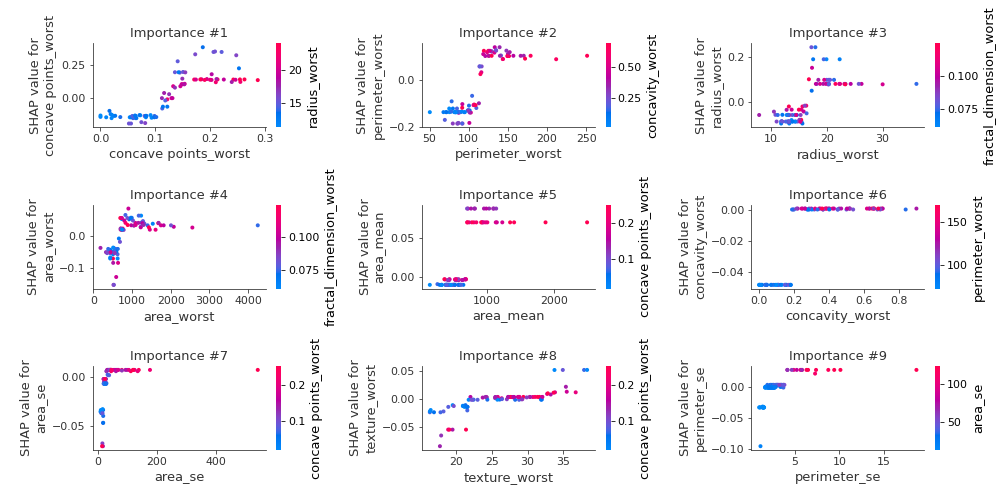 Importance #1
SHAP value for
concave points_worst
0.25
0.00
0.0
0.1
0.2
0.3
concave points_worst
20
15
radius_worst
Importance #2
SHAP value for
perimeter_worst
0.0
−0.2
50
100
150
200
250
perimeter_worst
0.50
0.25
concavity_worst
Importance #3
SHAP value for
radius_worst
0.2
0.0
10
20
30
radius_worst
0.100
0.075
fractal_dimension_worst
Importance #4
SHAP value for
area_worst
0.0
−0.1
0
1000
2000
3000
4000
area_worst
0.100
0.075
fractal_dimension_worst
Importance #5
SHAP value for
area_mean
0.05
0.00
1000
2000
area_mean
0.2
0.1
concave points_worst
Importance #6
SHAP value for
concavity_worst
0.00
−0.02
−0.04
0.0
0.2
0.4
0.6
0.8
concavity_worst
150
100
perimeter_worst
Importance #7
SHAP value for
area_se
0.00
−0.05
0
200
400
area_se
0.2
0.1
concave points_worst
Importance #8
SHAP value for
texture_worst
0.05
0.00
−0.05
20
25
30
35
texture_worst
0.2
0.1
concave points_worst
Importance #9
SHAP value for
perimeter_se
0.00
−0.05
−0.10
5
10
15
perimeter_se
100
50
area_se